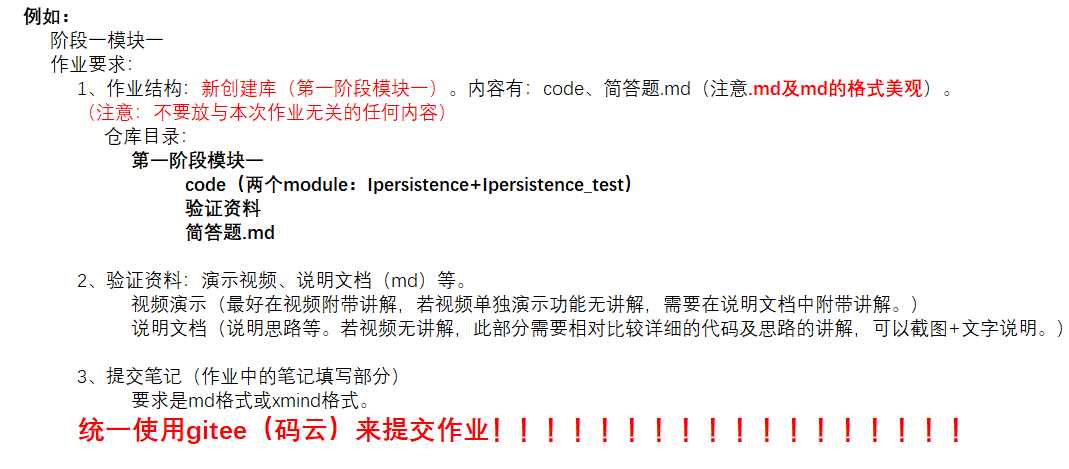 例如：
阶段一模块一
作业要求：
1、作业结构：新创建库（第一阶段模块一）。内容有：code、简答题.md（注意.md及md的格式美观）。
（注意：不要放与本次作业无关的任何内容）
仓库目录：
第一阶段模块一
code（两个module：Ipersistence+Ipersistence_test）
验证资料
简答题.md
2、验证资料：演示视频、说明文档（md）等。
视频演示（最好在视频附带讲解，若视频单独演示功能无讲解，需要在说明文档中附带讲解。）
说明文档（说明思路等。若视频无讲解，此部分需要相对比较详细的代码及思路的讲解，可以截图+文字说明。）
3、提交笔记（作业中的笔记填写部分）
要求是md格式或xmind格式。
统一使用gitee（码云）来提交作业！！！！！！！！！！！！！！！！！！